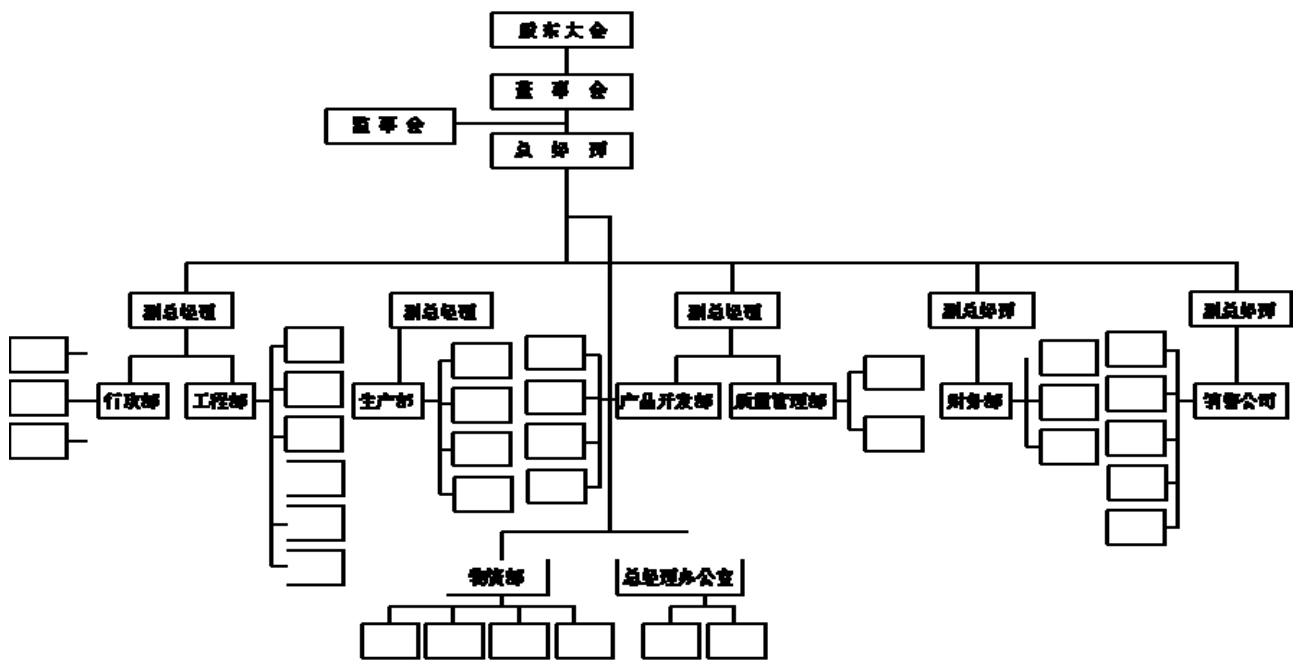 股东大会
董事会
监事会
总经理
副总经理
副总经理
副总经理
副总经理
副总经理
行政部
工程部
生产部
产品开发部
质量管理部
财务部
销售公司
物资部
总经理办公室